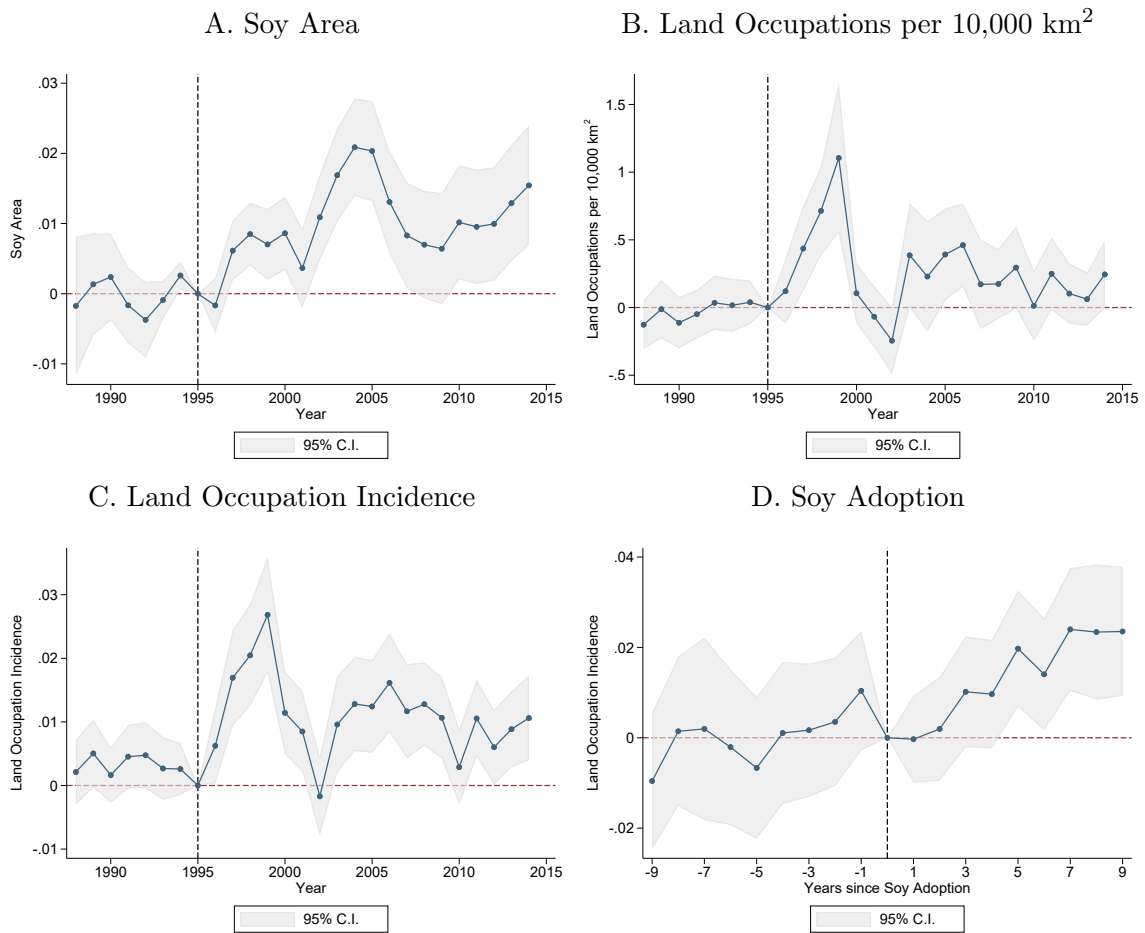 A. Soy Area
.03
.02
.01
0
-.01
Soy Area
1990 1995 2000 2005 2010 2015
Year
95% C.I.
B. Land Occupations per 10,000 km²
1.5
1
.5
0
-.5
Land Occupations per 10,000 km²
1990 1995 2000 2005 2010 2015
Year
95% C.I.
C. Land Occupation Incidence
.03
.02
.01
0
-.01
Land Occupation Incidence
1990 1995 2000 2005 2010 2015
Year
95% C.I.
D. Soy Adoption
.04
.02
0
-.02
Land Occupation Incidence
-9 -7 -5 -3 -1 1 3 5 7 9
Years since Soy Adoption
95% C.I.